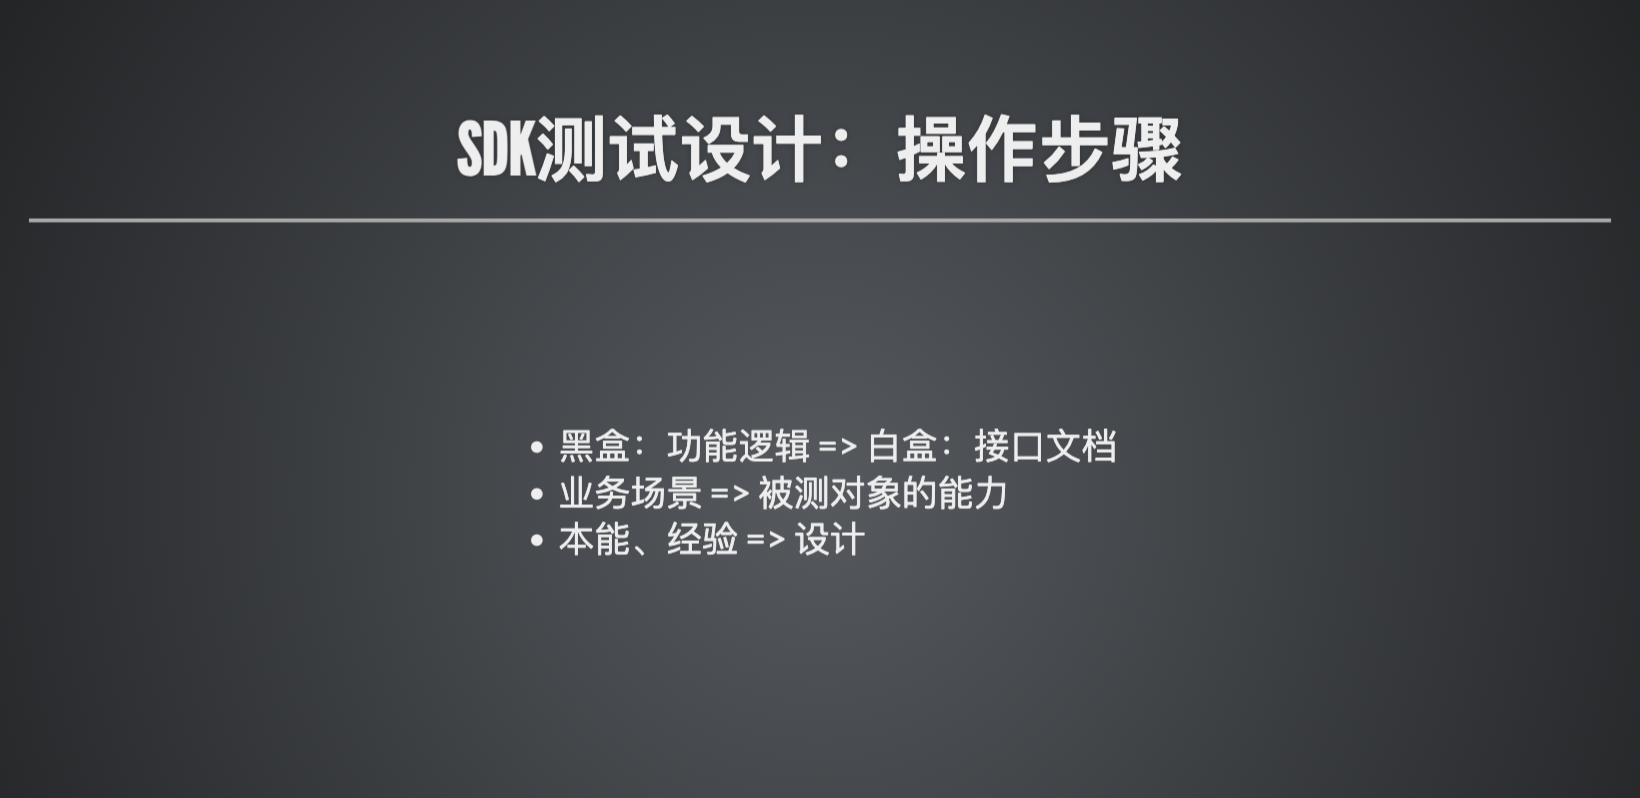 SDK测试设计：操作步骤
• 黑盒：功能逻辑 => 白盒：接口文档
• 业务场景 => 被测对象的能力
• 本能、经验 => 设计